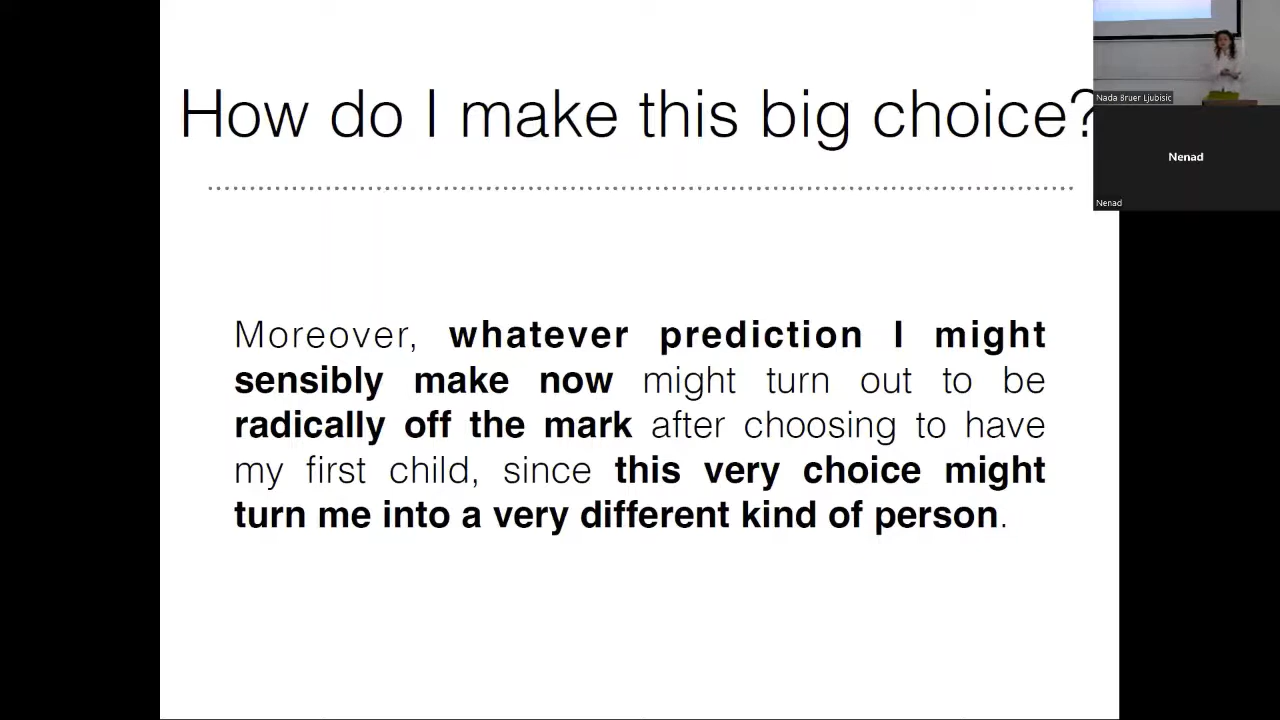 How do I make this big choice?
Moreover, whatever prediction I might
sensibly make now might turn out to be
radically off the mark after choosing to have
my first child, since this very choice might
turn me into a very different kind of person.
Nada Bruer Ljubisic
Nenad
Nenad